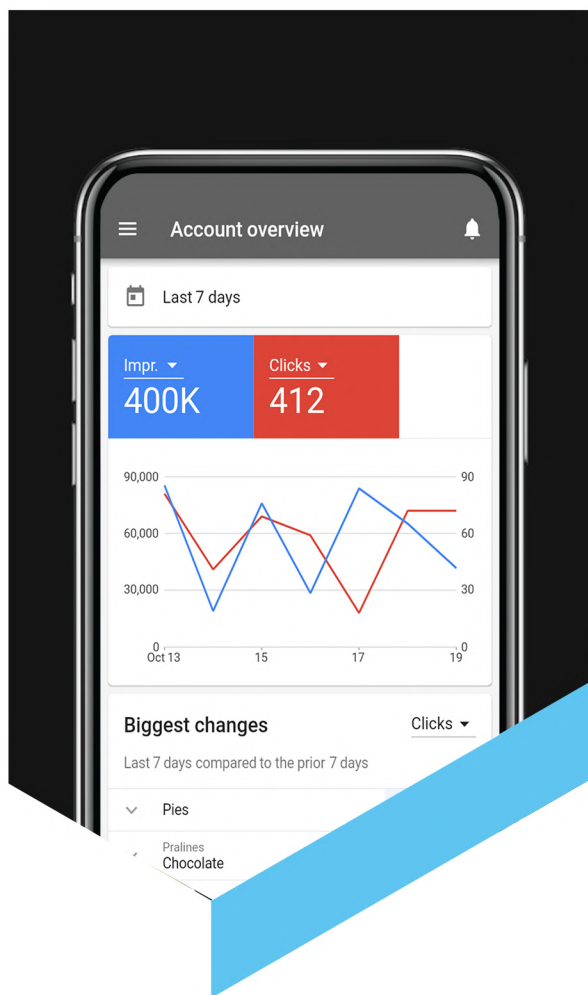 Account overview
Last 7 days
Impr. Clicks
400K 412
90,000 90
60,000 60
30,000 30
0 0
Oct 13 15 17 19
Biggest changes Clicks
Last 7 days compared to the prior 7 days
Pies
Pralines
Chocolate